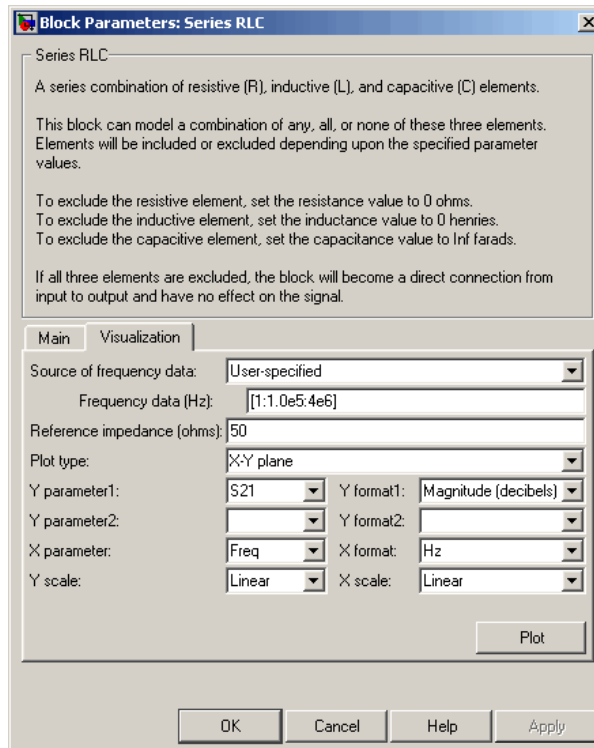 Block Parameters: Series RLC
Series RLC
A series combination of resistive (R), inductive (L), and capacitive (C) elements.
This block can model a combination of any, all, or none of these three elements.
Elements will be included or excluded depending upon the specified parameter
values.
To exclude the resistive element, set the resistance value to 0 ohms.
To exclude the inductive element, set the inductance value to 0 henries.
To exclude the capacitive element, set the capacitance value to Inf farads.
If all three elements are excluded, the block will become a direct connection from
input to output and have no effect on the signal.
Main Visualization
Source of frequency data: User-specified
Frequency data (Hz): [1:1.0e5:4e6]
Reference impedance (ohms): 50
Plot type: X-Y plane
Y parameter1: S21 Y format1: Magnitude (decibels)
Y parameter2: Y format2:
X parameter: Freq X format: Hz
Y scale: Linear X scale: Linear
Plot
OK Cancel Help Apply